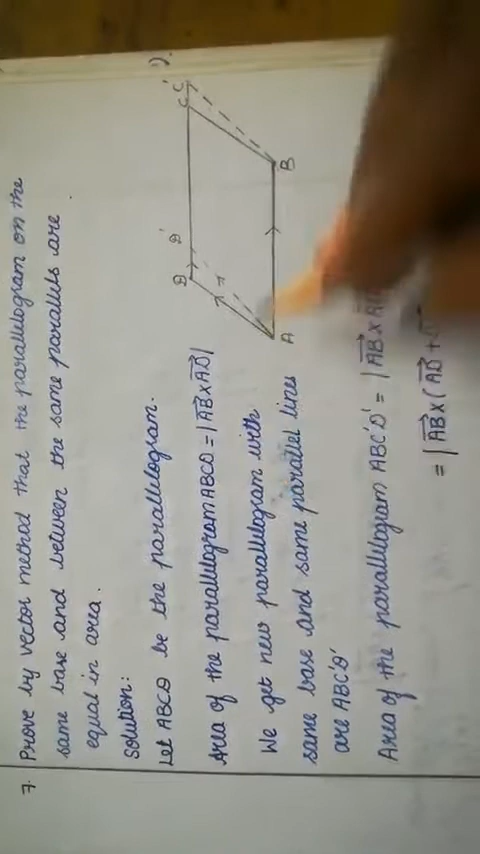 7. Prove by vector method that the parallelogram on the
same base and between the same parallels are
equal in area.
Solution:
Let ABCD be the parallelogram.
Area of the parallelogram ABCD = |AB⃗ × AD⃗|
We get new parallelogram with
same base and same parallel lines
are ABC'D'
Area of the parallelogram ABC'D' = | AB⃗ ×
= | AB⃗ × (AD⃗ +
D D' C C'
A B